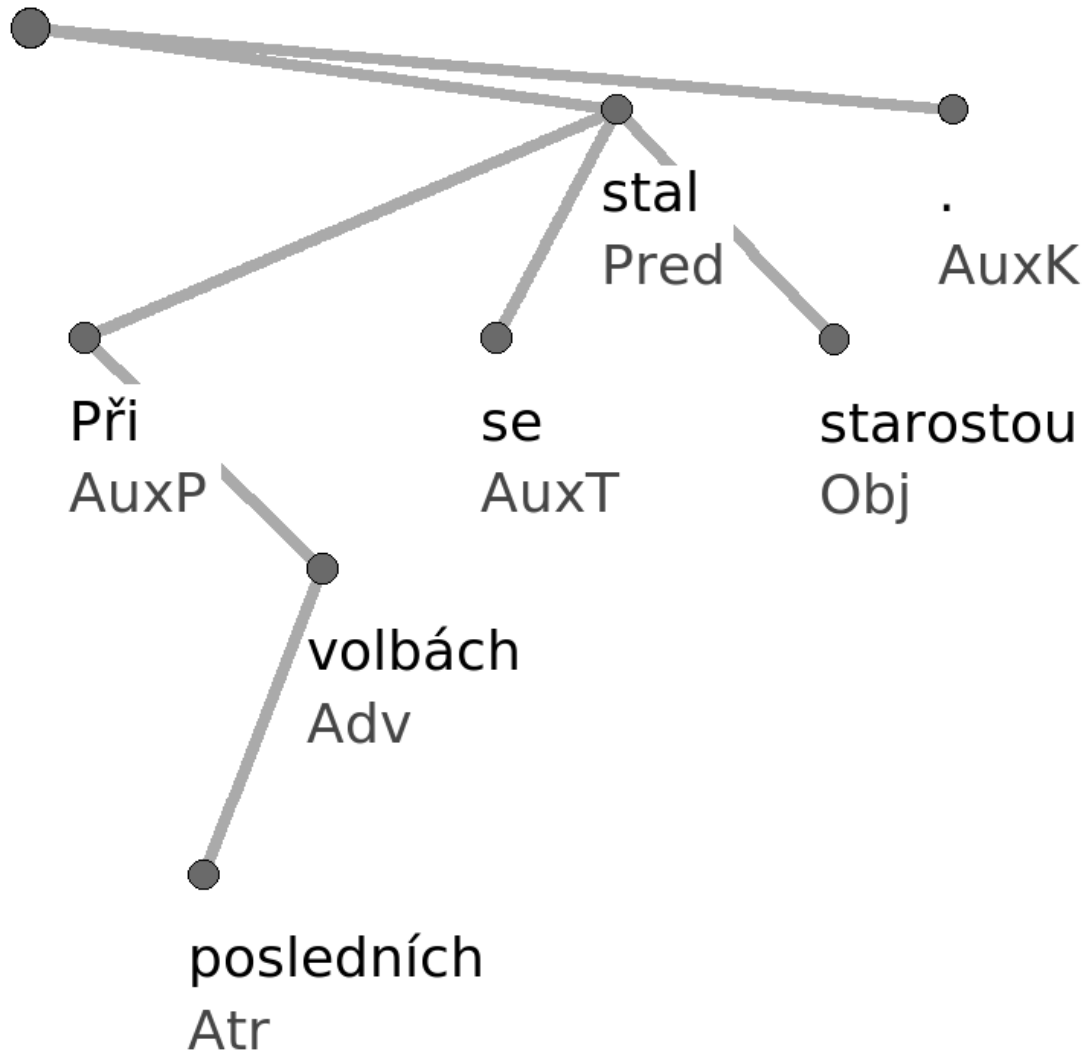 stal .
Pred AuxK
Při se starostou
AuxP AuxT Obj
volbách
Adv
posledních
Atr